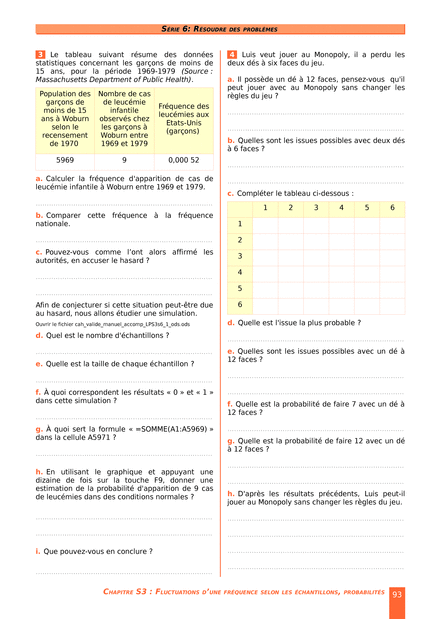 SÉRIE 6: RESOUDRE DES PROBLÈMES
3 Le tableau suivant résume des données
statistiques concernant les garçons de moins de
15 ans, pour la période 1969-1979 (Source :
Massachusetts Department of Public Health).
Population des
garçons de
moins de 15
ans à Woburn
selon le
recensement
de 1970
Nombre de cas
de leucémie
infantile
observés chez
les garçons à
Woburn entre
1969 et 1979
Fréquence des
leucémies aux
Etats-Unis
(garçons)
5969
9
0,000 52
a. Calculer la fréquence d'apparition de cas de
leucémie infantile à Woburn entre 1969 et 1979.
b. Comparer cette fréquence à la fréquence
nationale.
c. Pouvez-vous comme l'ont alors affirmé les
autorités, en accuser le hasard ?
Afin de conjecturer si cette situation peut-être due
au hasard, nous allons étudier une simulation.
Ouvrir le fichier cah_valide_manuel_accomp_LPS3s6_1_ods.ods
d. Quel est le nombre d'échantillons ?
e. Quelle est la taille de chaque échantillon ?
f. À quoi correspondent les résultats « 0 » et « 1 »
dans cette simulation ?
g. À quoi sert la formule « =SOMME(A1:A5969) »
dans la cellule A5971 ?
h. En utilisant le graphique et appuyant une
dizaine de fois sur la touche F9, donner une
estimation de la probabilité d'apparition de 9 cas
de leucémies dans des conditions normales ?
i. Que pouvez-vous en conclure ?
4 Luis veut jouer au Monopoly, il a perdu les
deux dés à six faces du jeu.
a. Il possède un dé à 12 faces, pensez-vous qu'il
peut jouer avec au Monopoly sans changer les
règles du jeu ?
b. Quelles sont les issues possibles avec deux dés
à 6 faces ?
c. Compléter le tableau ci-dessous :
1 2 3 4 5 6
1
2
3
4
5
6
d. Quelle est l'issue la plus probable ?
e. Quelles sont les issues possibles avec un dé à
12 faces ?
f. Quelle est la probabilité de faire 7 avec un dé à
12 faces ?
g. Quelle est la probabilité de faire 12 avec un dé
à 12 faces ?
h. D'après les résultats précédents, Luis peut-il
jouer au Monopoly sans changer les règles du jeu.
CHAPITRE S3 : FLUCTUATIONS D'UNE FRÉQUENCE SELON LES ÉCHANTILLONS, PROBABILITÉS 93